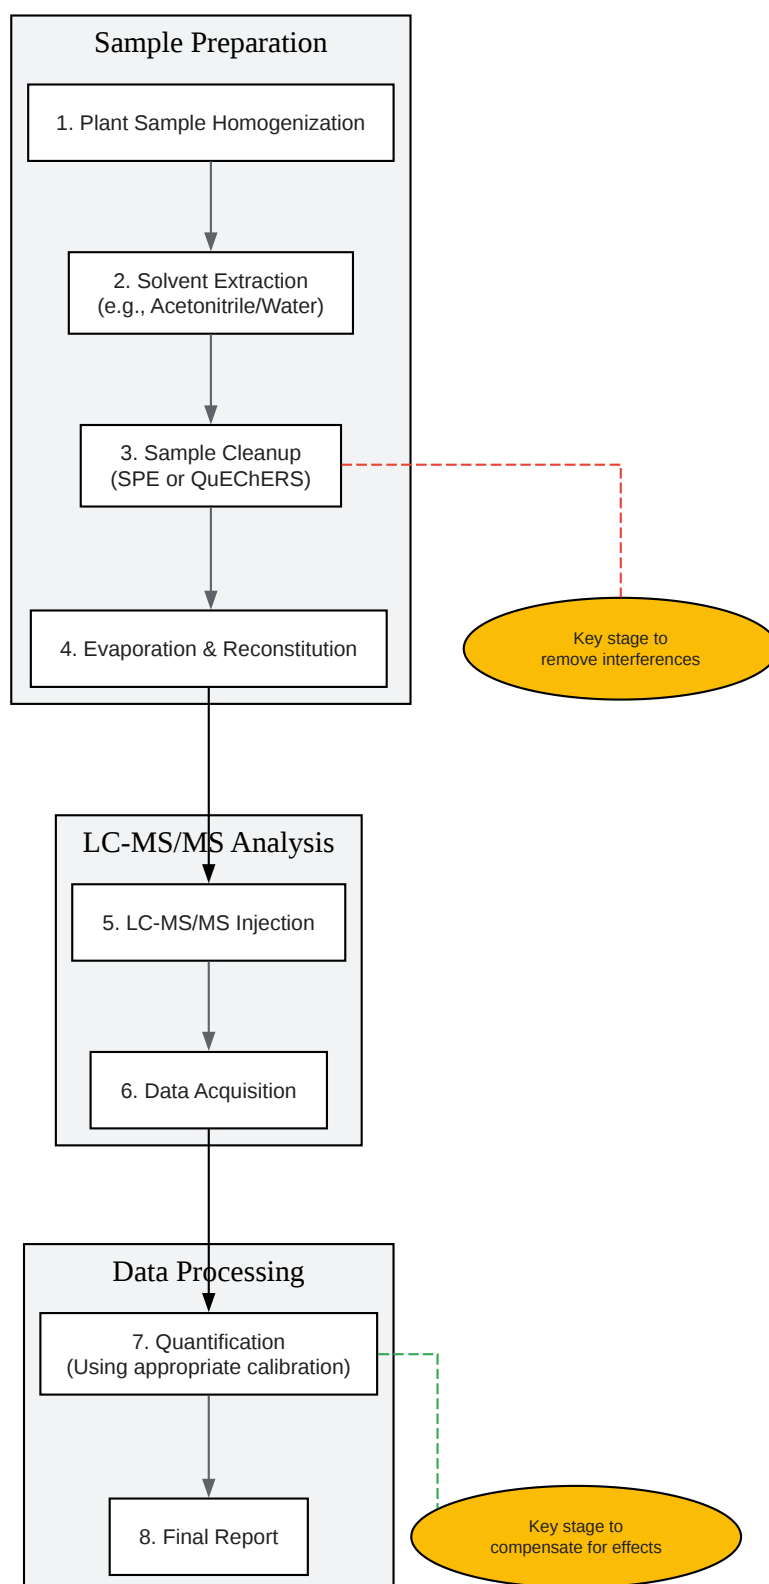 Sample Preparation
1. Plant Sample Homogenization
2. Solvent Extraction
(e.g., Acetonitrile/Water)
3. Sample Cleanup
(SPE or QuEChERS)
4. Evaporation & Reconstitution
Key stage to
remove interferences
LC-MS/MS Analysis
5. LC-MS/MS Injection
6. Data Acquisition
Data Processing
7. Quantification
(Using appropriate calibration)
8. Final Report
Key stage to
compensate for effects